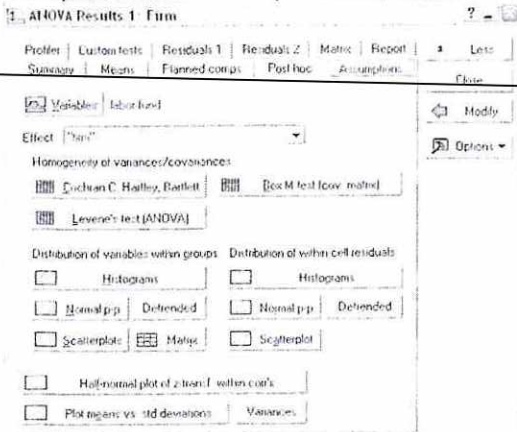 ANOVA Results 1: Firm ? -
Profiler Custom tests Residuals 1 Residuals 2 Matrix Report Less
Summary Means Planned comps Post hoc Assumptions
Close
Variables labor fund Modify
Effect Options
Homogeneity of variances/covariances
Cochran C, Hartley, Bartlett Box M test (cov. matrix)
Levene's test (ANOVA)
Distribution of variables within groups Distribution of within cell residuals
Histograms Histograms
Normal p-p Detrended Normal p-p Detrended
Scatterplots Matrix Scatterplot
Half-normal plot of z-transf. within corr's
Plot means vs. std deviations Variances